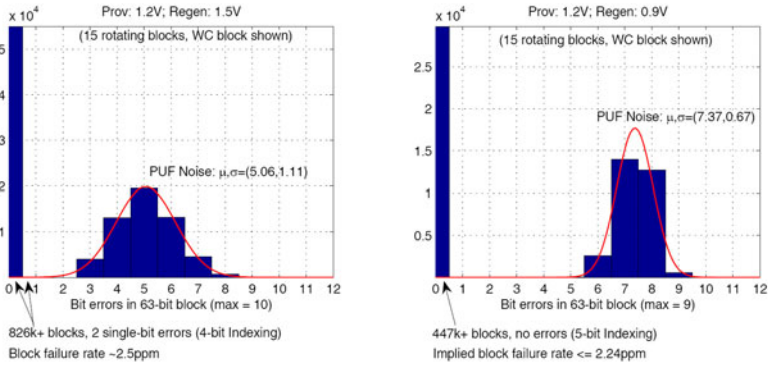 x 10⁴
Prov: 1.2V; Regen: 1.5V
(15 rotating blocks, WC block shown)
5
4
3
2
1
PUF Noise: μ,σ=(5.06,1.11)
0 1 2 3 4 5 6 7 8 9 10 11 12
Bit errors in 63-bit block (max = 10)
826k+ blocks, 2 single-bit errors (4-bit Indexing)
Block failure rate ~2.5ppm
x 10⁴
Prov: 1.2V; Regen: 0.9V
(15 rotating blocks, WC block shown)
2.5
2
1.5
1
0.5
PUF Noise: μ,σ=(7.37,0.67)
0 1 2 3 4 5 6 7 8 9 10 11 12
Bit errors in 63-bit block (max = 9)
447k+ blocks, no errors (5-bit Indexing)
Implied block failure rate <= 2.24ppm